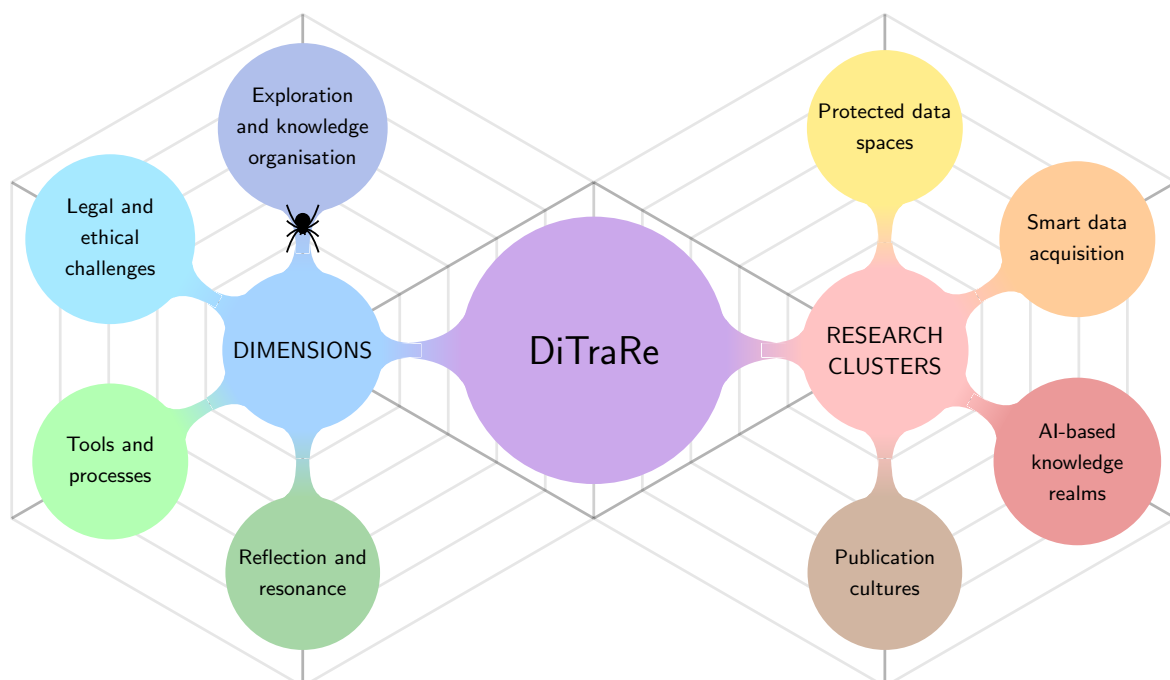 Exploration
and knowledge
organisation
Legal and
ethical
challenges
DIMENSIONS
Tools and
processes
Reflection and
resonance
DiTraRe
Protected data
spaces
Smart data
acquisition
RESEARCH
CLUSTERS
AI-based
knowledge
realms
Publication
cultures